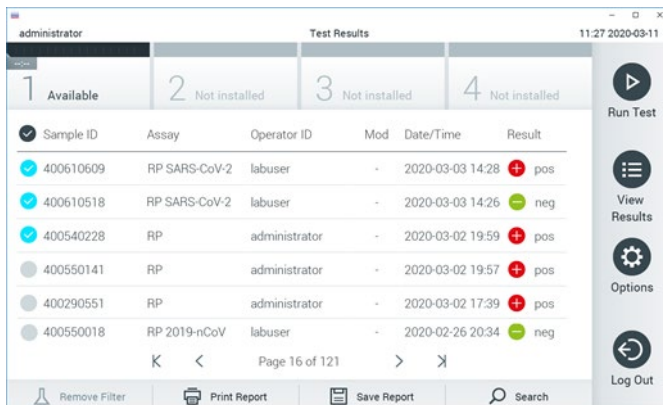 administrator Test Results 11:27 2020-03-11
--:--
1 Available 2 Not installed 3 Not installed 4 Not installed
Run Test
Sample ID Assay Operator ID Mod Date/Time Result
400610609 RP SARS-CoV-2 labuser - 2020-03-03 14:28 pos
400610518 RP SARS-CoV-2 labuser - 2020-03-03 14:26 neg
View
Results
400540228 RP administrator - 2020-03-02 19:59 pos
400550141 RP administrator - 2020-03-02 19:57 pos
Options
400290551 RP administrator - 2020-03-02 17:39 pos
400550018 RP 2019-nCoV labuser - 2020-02-26 20:34 neg
Page 16 of 121
Log Out
Remove Filter Print Report Save Report Search